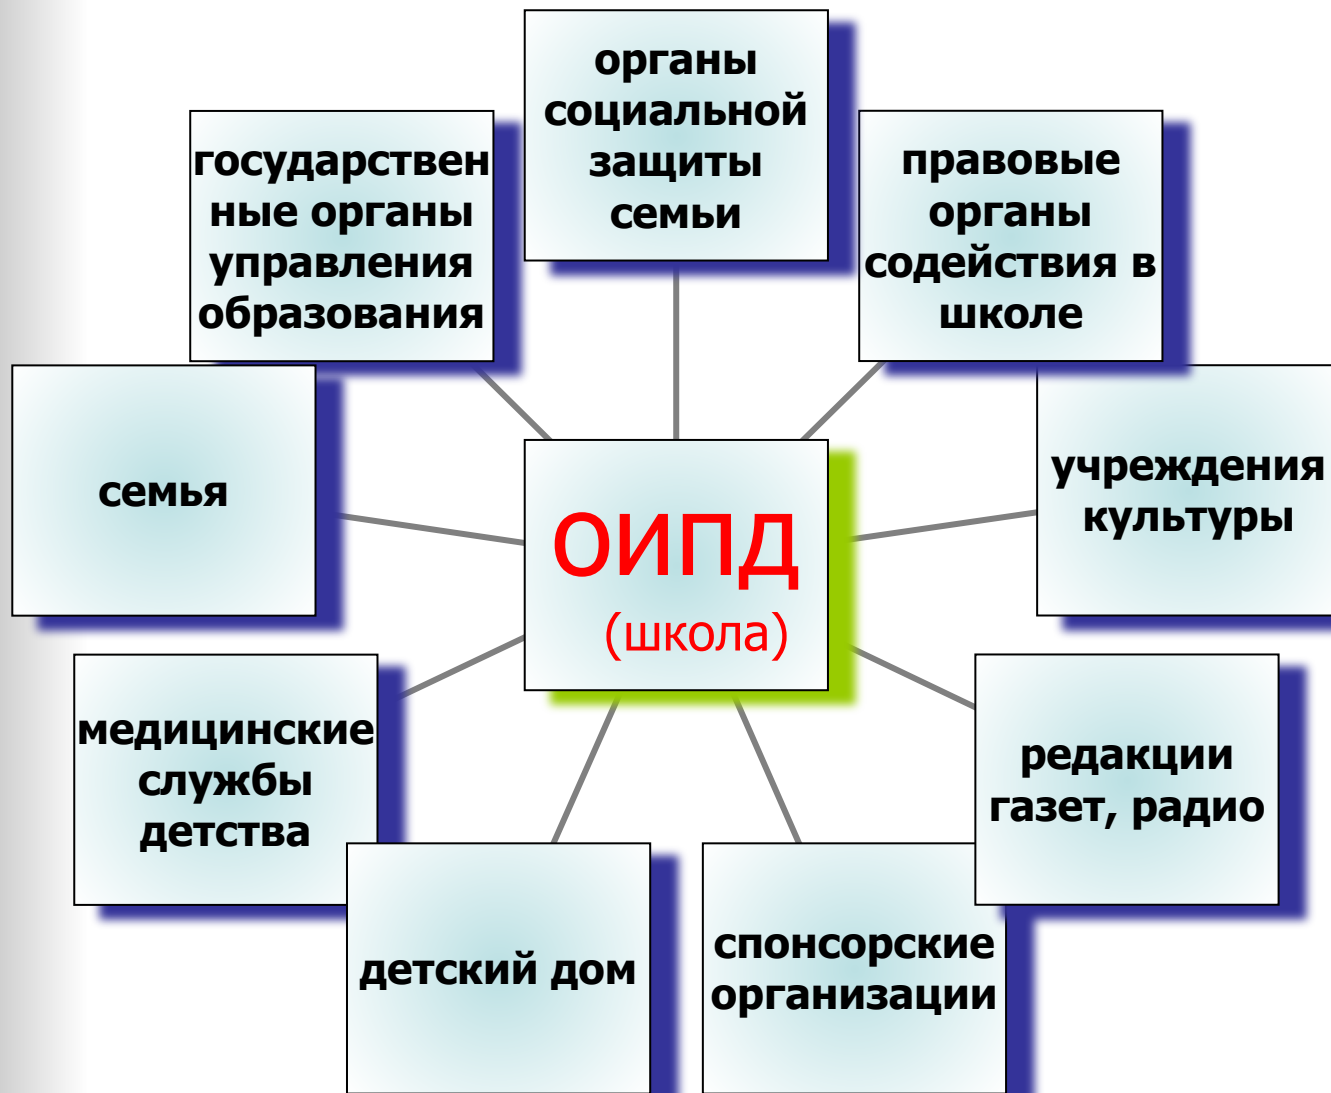 органы
социальной
защиты
семьи
государствен
ные органы
управления
образования
правовые
органы
содействия в
школе
семья
учреждения
культуры
ОИПД
(школа)
медицинские
службы
детства
редакции
газет, радио
детский дом
спонсорские
организации